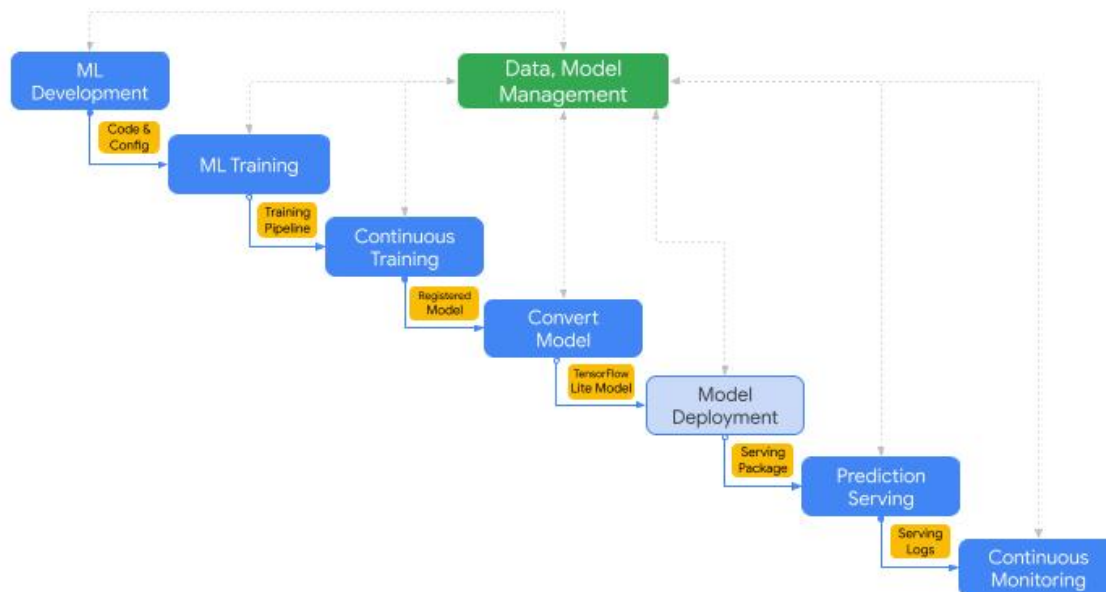 ML
Development
Data, Model
Management
Code &
Config
ML Training
Training
Pipeline
Continuous
Training
Registered
Model
Convert
Model
TensorFlow
Lite Model
Model
Deployment
Serving
Package
Prediction
Serving
Serving
Logs
Continuous
Monitoring